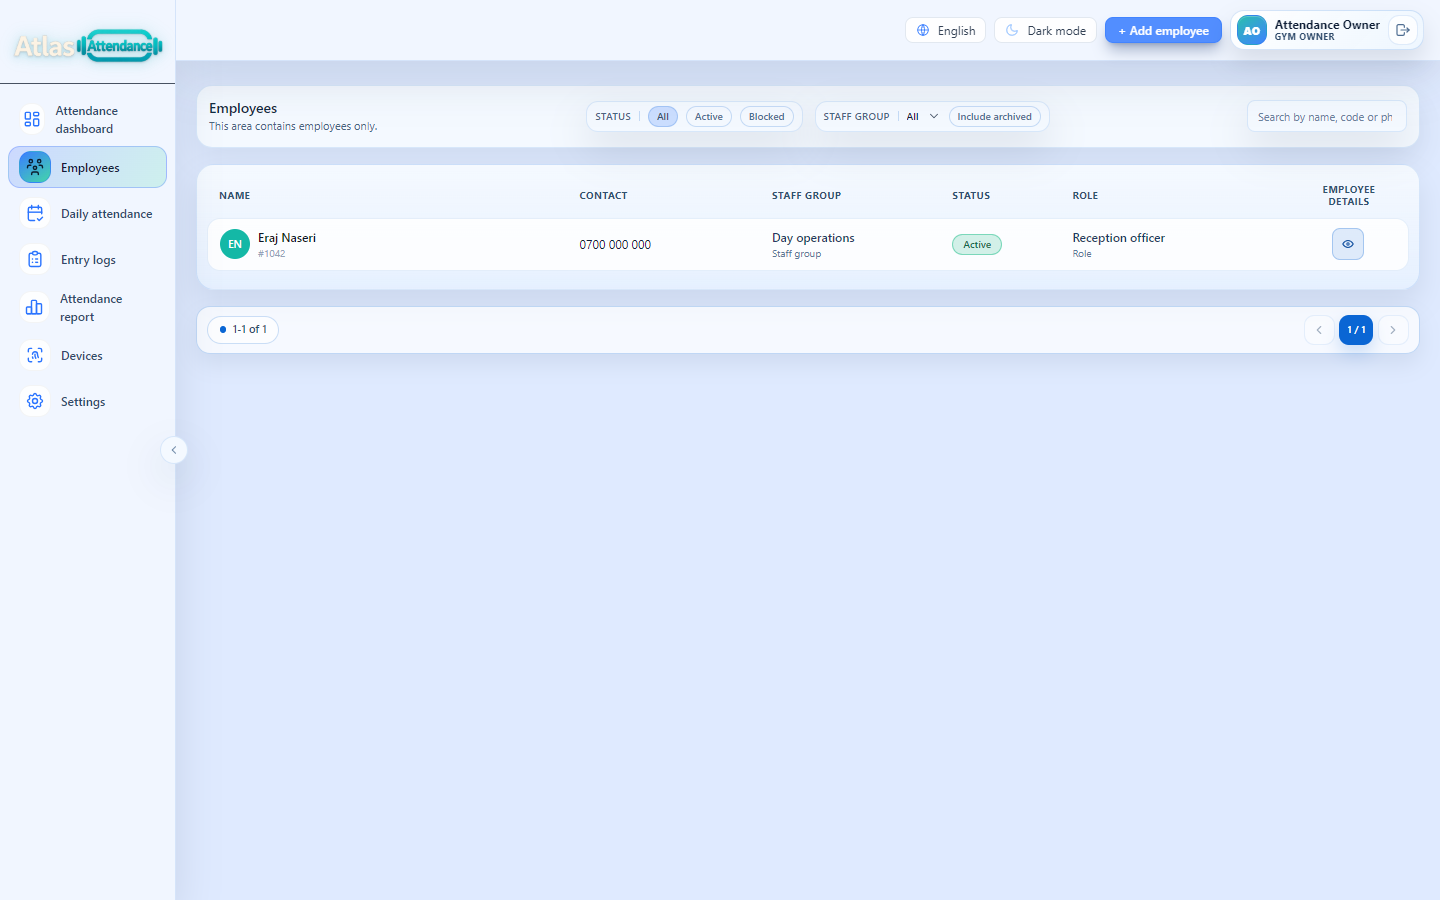 Atlas Attendance
English
Dark mode
+ Add employee
AO
Attendance Owner
GYM OWNER
Attendance
dashboard
Employees
Daily attendance
Entry logs
Attendance
report
Devices
Settings
Employees
This area contains employees only.
STATUS
All
Active
Blocked
STAFF GROUP
All
Include archived
Search by name, code or ph
NAME
CONTACT
STAFF GROUP
STATUS
ROLE
EMPLOYEE
DETAILS
EN
Eraj Naseri
#1042
0700 000 000
Day operations
Staff group
Active
Reception officer
Role
1-1 of 1
1 / 1